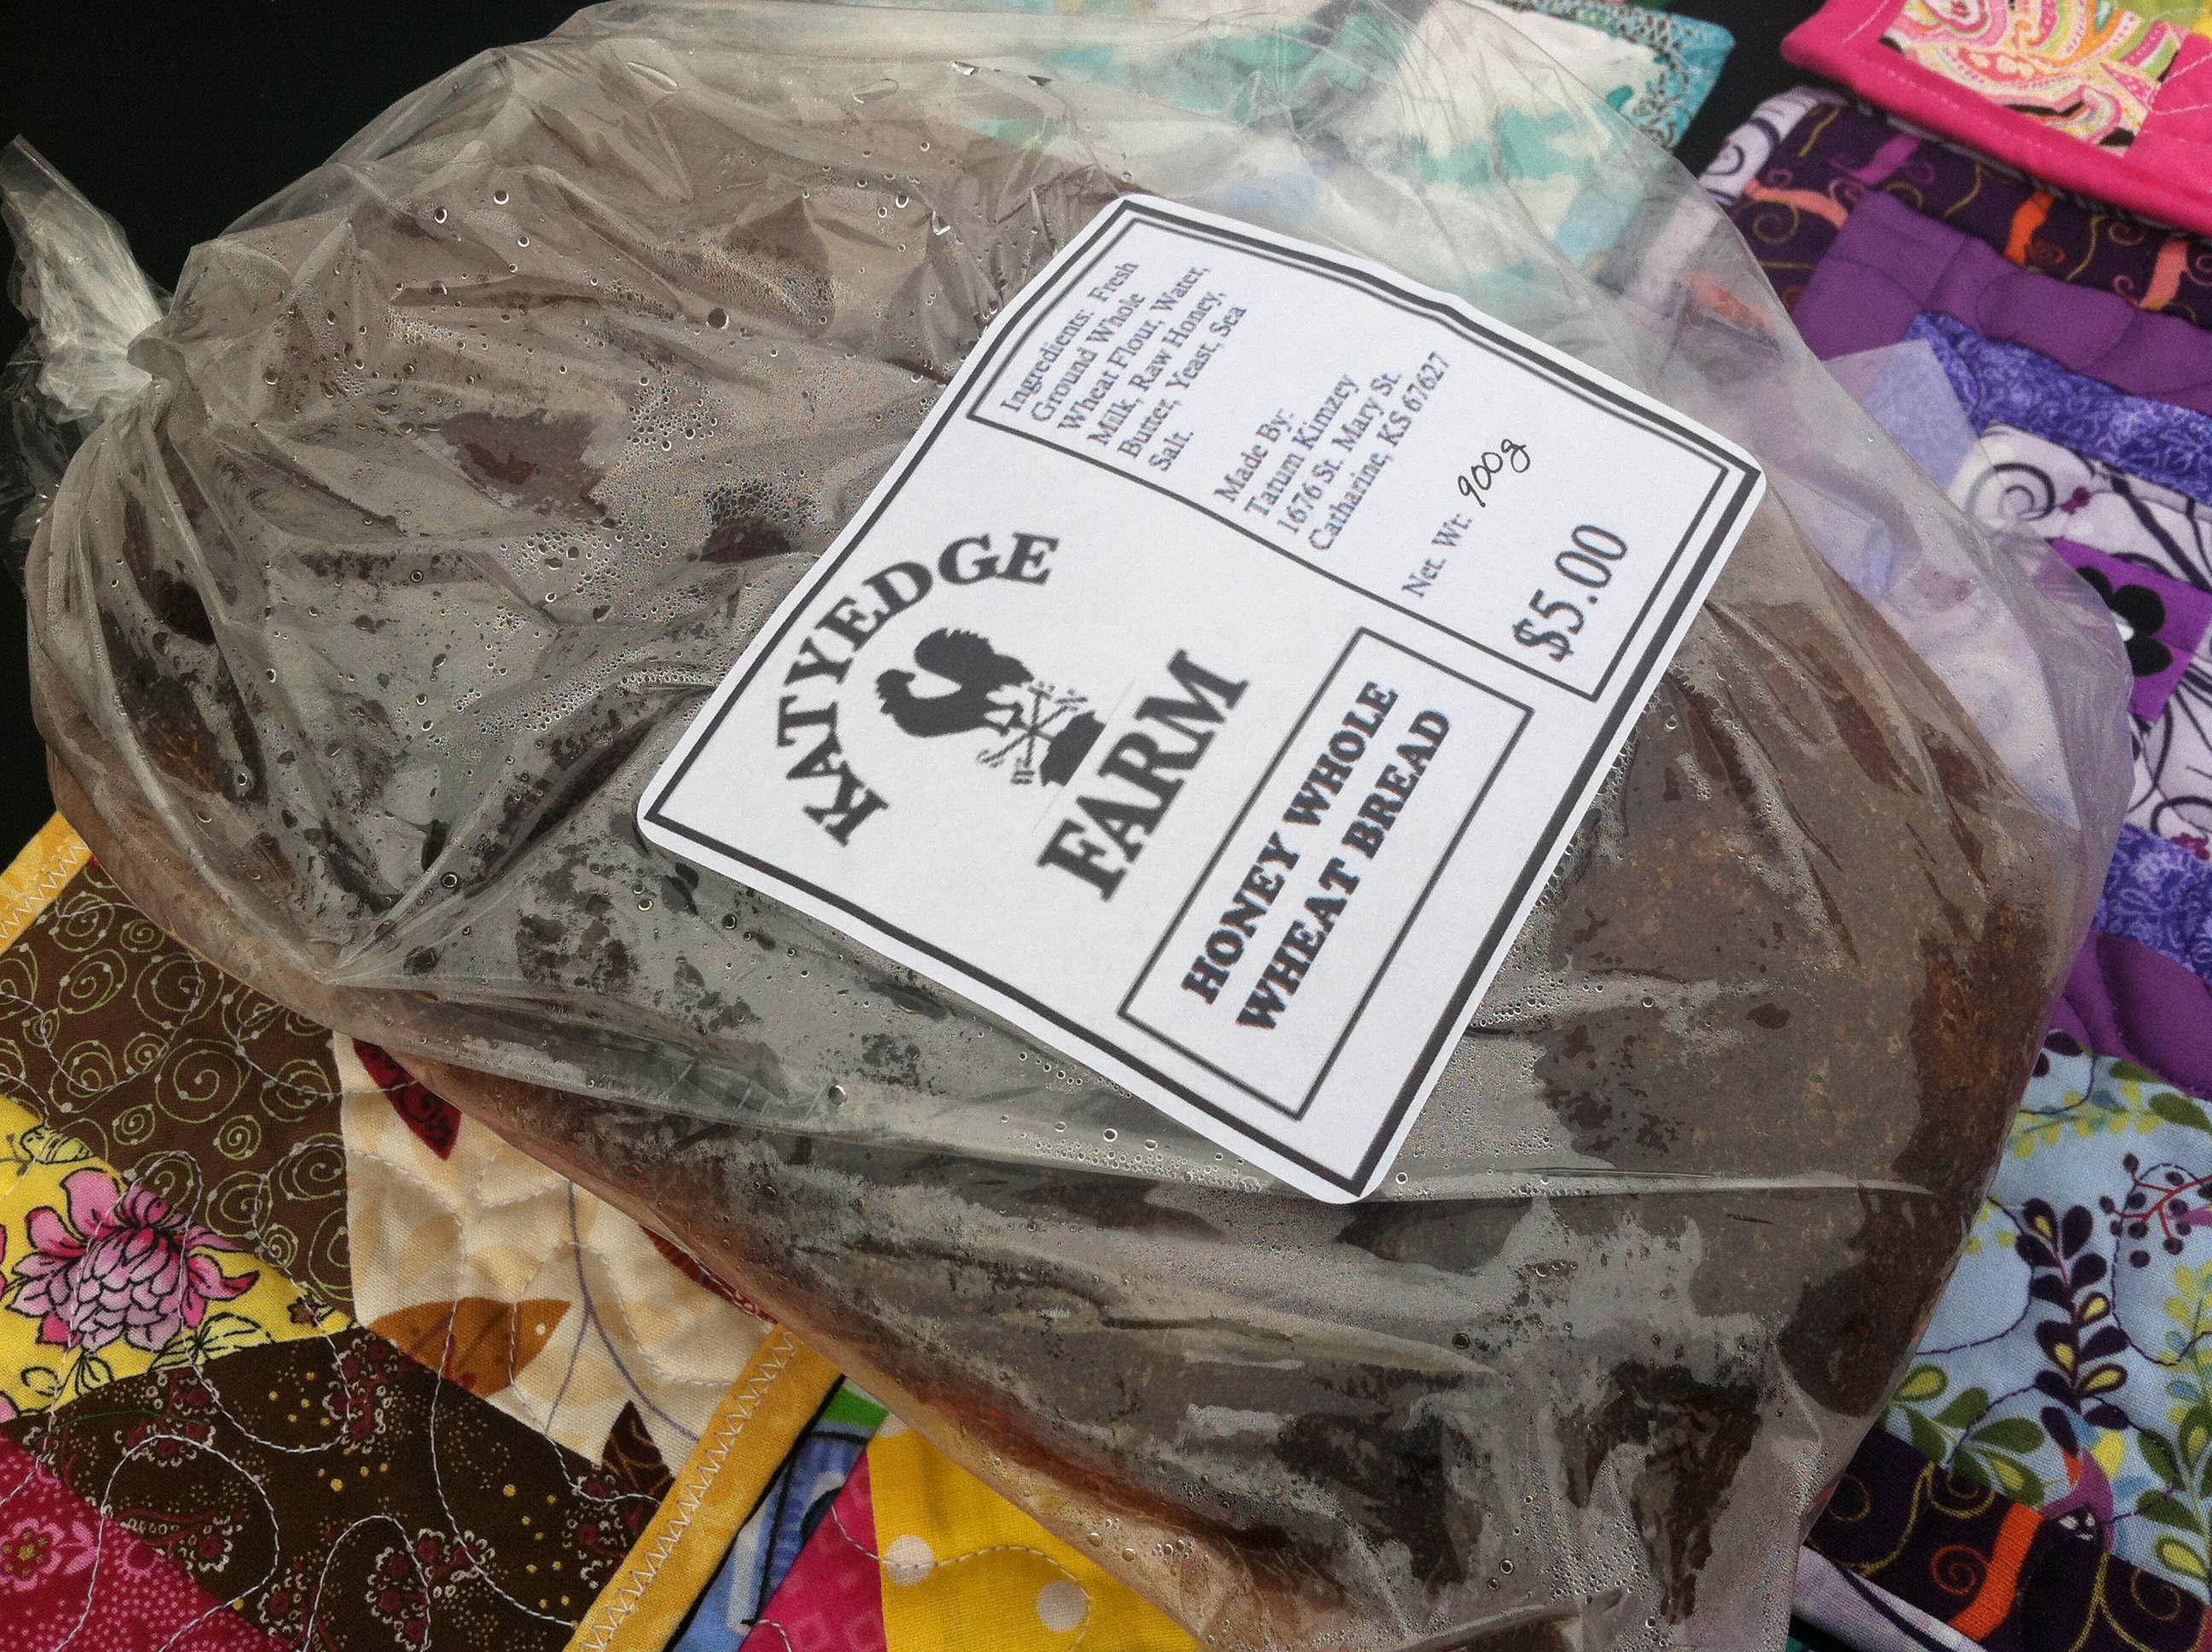 KATYEDGE
FARM
HONEY WHOLE
WHEAT BREAD
Ingredients: Fresh
Ground Whole
Wheat Flour, Water,
Milk, Raw Honey,
Butter, Yeast, Sea
Salt.
Made By:
Tatum Kimzey
1676 St. Mary St.
Catharine, KS 67627
Net. Wt: 900g
$5.00